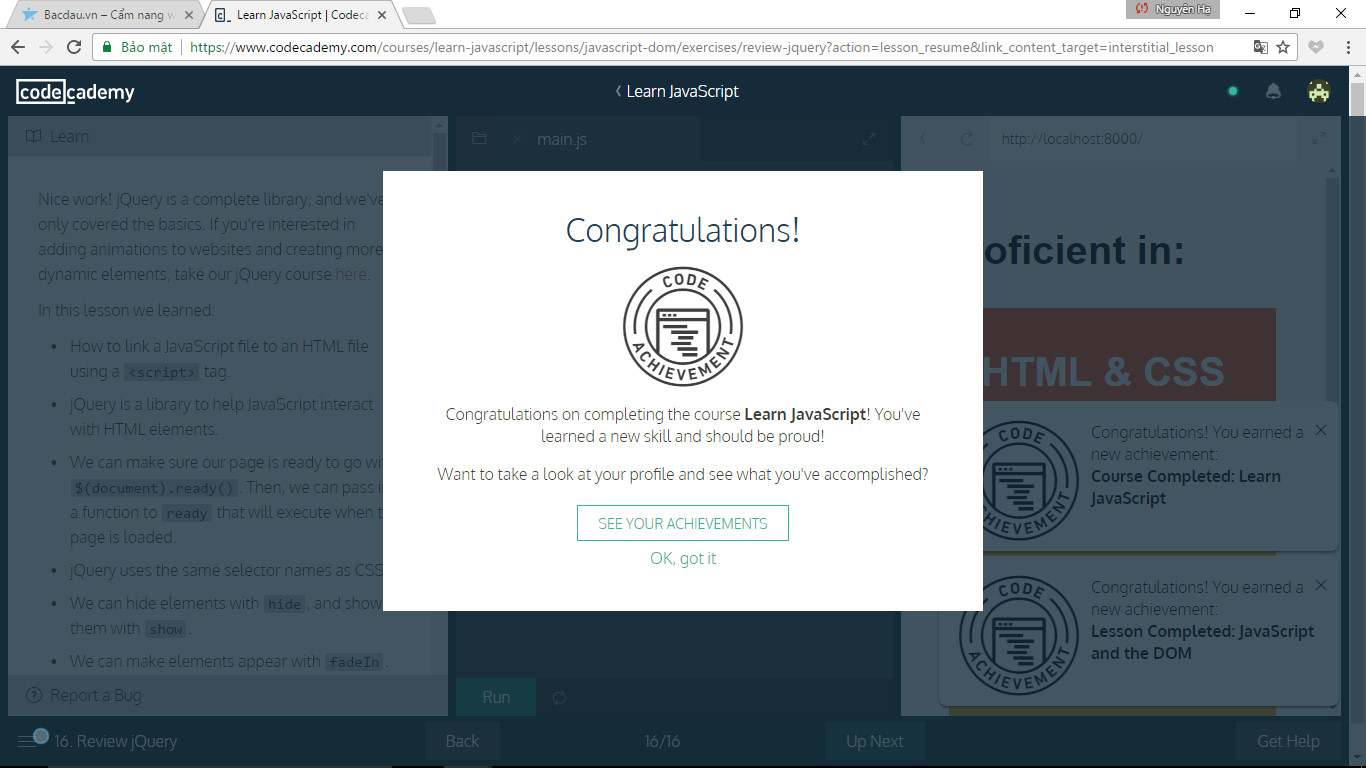 Bacdau.vn – Cẩm nang w
Learn JavaScript | Codeca
Nguyên Hạ
Bảo mật
https://www.codecademy.com/courses/learn-javascript/lessons/javascript-dom/exercises/review-jquery?action=lesson_resume&link_content_target=interstitial_lesson
codecademy
Learn JavaScript
Learn
main.js
http://localhost:8000/
Nice work! jQuery is a complete library, and we've
only covered the basics. If you're interested in
adding animations to websites and creating more
dynamic elements, take our jQuery course here.
In this lesson we learned:
• How to link a JavaScript file to an HTML file
using a <script> tag.
• jQuery is a library to help JavaScript interact
with HTML elements.
• We can make sure our page is ready to go wi
$(document).ready(). Then, we can pass i
a function to ready that will execute when t
page is loaded.
• jQuery uses the same selector names as CSS
• We can hide elements with hide, and show
them with show.
• We can make elements appear with fadeIn.
Report a Bug
Congratulations!
CODE
ACHIEVEMENT
Congratulations on completing the course Learn JavaScript! You've
learned a new skill and should be proud!
Want to take a look at your profile and see what you've accomplished?
SEE YOUR ACHIEVEMENTS
OK, got it
oficient in:
HTML & CSS
CODE
ACHIEVEMENT
Congratulations! You earned a
new achievement:
Course Completed: Learn
JavaScript
CODE
ACHIEVEMENT
Congratulations! You earned a
new achievement:
Lesson Completed: JavaScript
and the DOM
Run
16. Review jQuery
Back
16/16
Up Next
Get Help